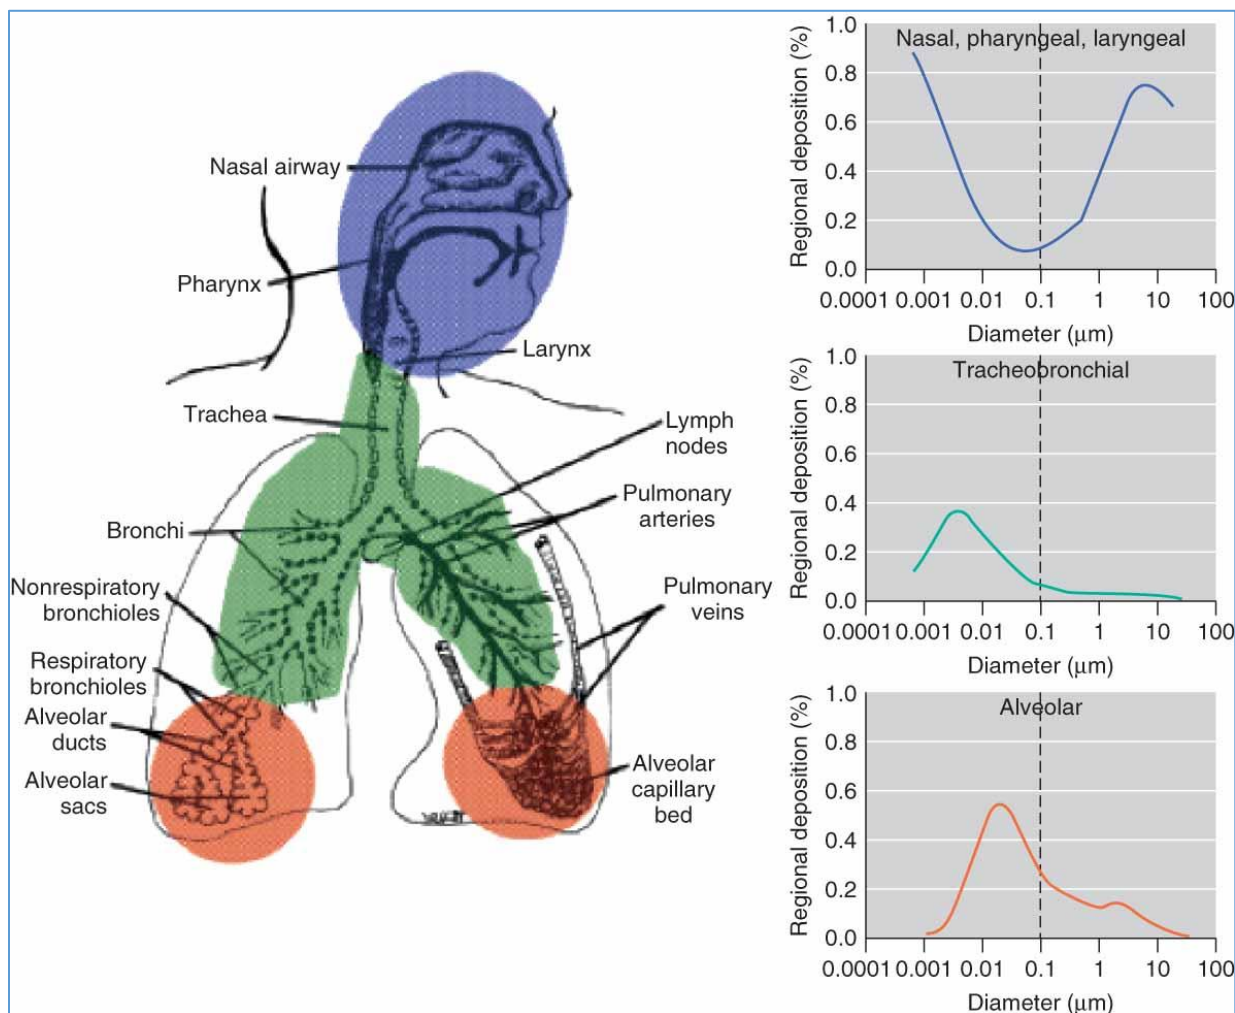 Nasal airway
Pharynx
Larynx
Trachea
Lymph
nodes
Pulmonary
arteries
Bronchi
Nonrespiratory
bronchioles
Pulmonary
veins
Respiratory
bronchioles
Alveolar
ducts
Alveolar
sacs
Alveolar
capillary
bed
Regional deposition (%)
1.0
0.8
0.6
0.4
0.2
0.0
Nasal, pharyngeal, laryngeal
0.0001 0.001 0.01 0.1 1 10 100
Diameter (μm)
Regional deposition (%)
1.0
0.8
0.6
0.4
0.2
0.0
Tracheobronchial
0.0001 0.001 0.01 0.1 1 10 100
Diameter (μm)
Regional deposition (%)
1.0
0.8
0.6
0.4
0.2
0.0
Alveolar
0.0001 0.001 0.01 0.1 1 10 100
Diameter (μm)